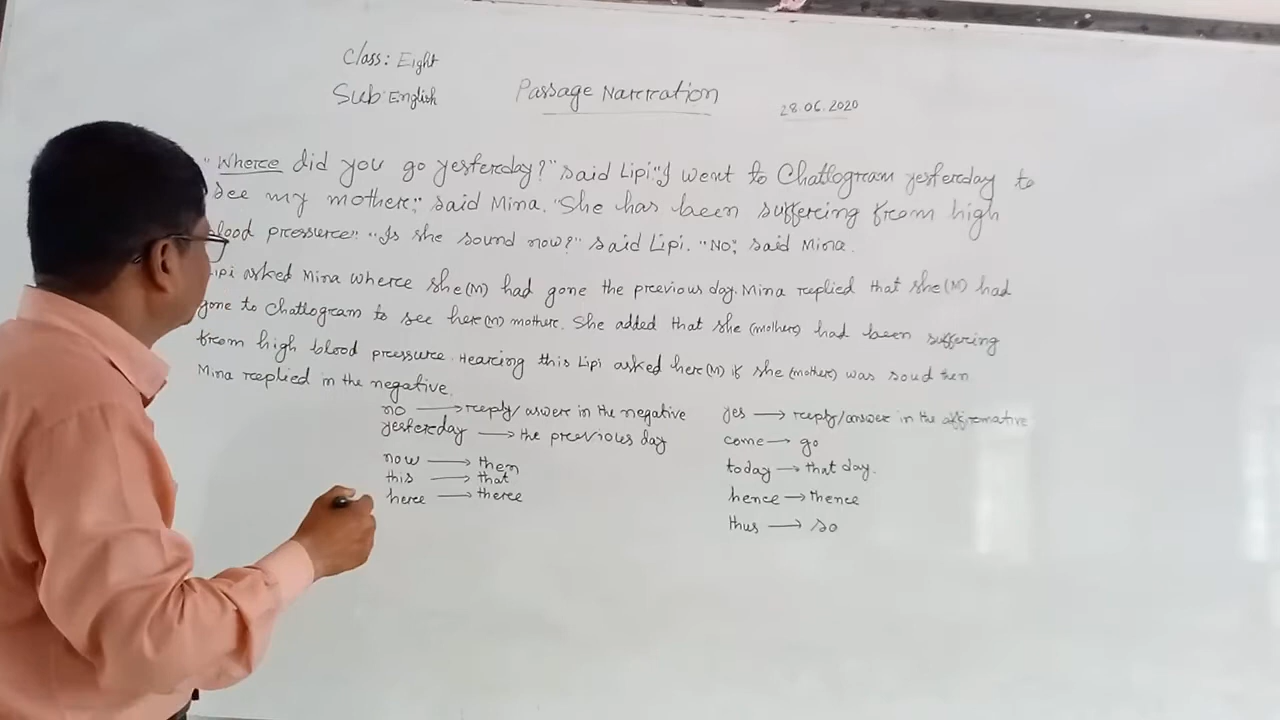 Class: Eight
Sub: English
Passage Narration
28.06.2020
"Where did you go yesterday?" said Lipi. "I went to Chattogram yesterday to
see my mother," said Mina. "She has been suffering from high
blood pressure." "Is she sound now?" said Lipi. "No," said Mina.
Lipi asked Mina where she (M) had gone the previous day. Mina replied that she (M) had
gone to Chattogram to see her (M) mother. She added that she (mother) had been suffering
from high blood pressure. Hearing this Lipi asked her (M) if she (mother) was soud then
Mina replied in the negative.
no → reply/aswer in the negative
yesterday → the previous day
now → then
this → that
here → there
yes → reply/answer in the affirmative
come → go
today → that day.
hence → thence
thus → so